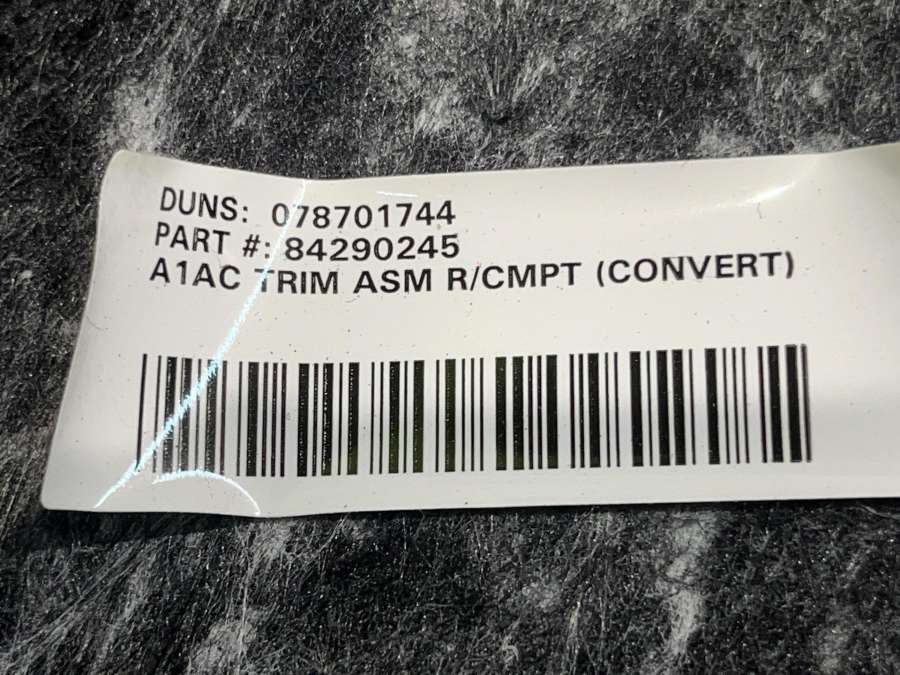 DUNS: 078701744
PART #: 84290245
A1AC TRIM ASM R/CMPT (CONVERT)